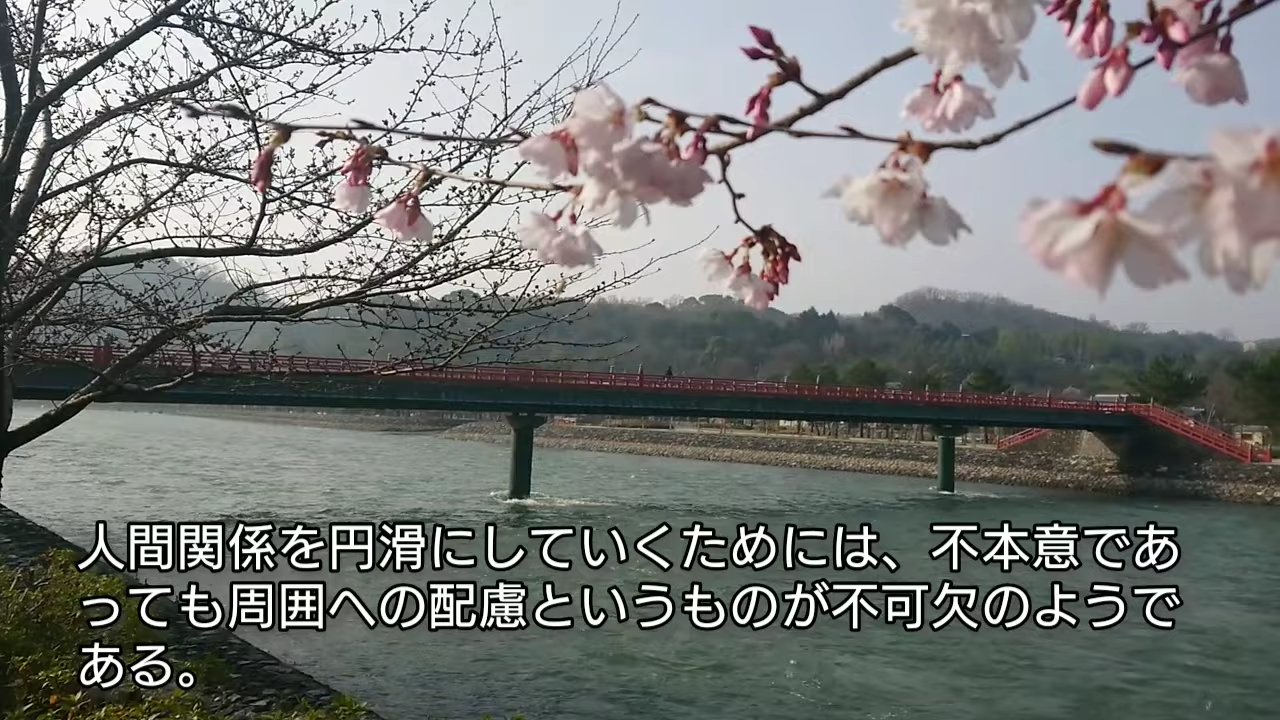 人間関係を円滑にしていくためには、不本意であ
っても周囲への配慮というものが不可欠のようで
ある。